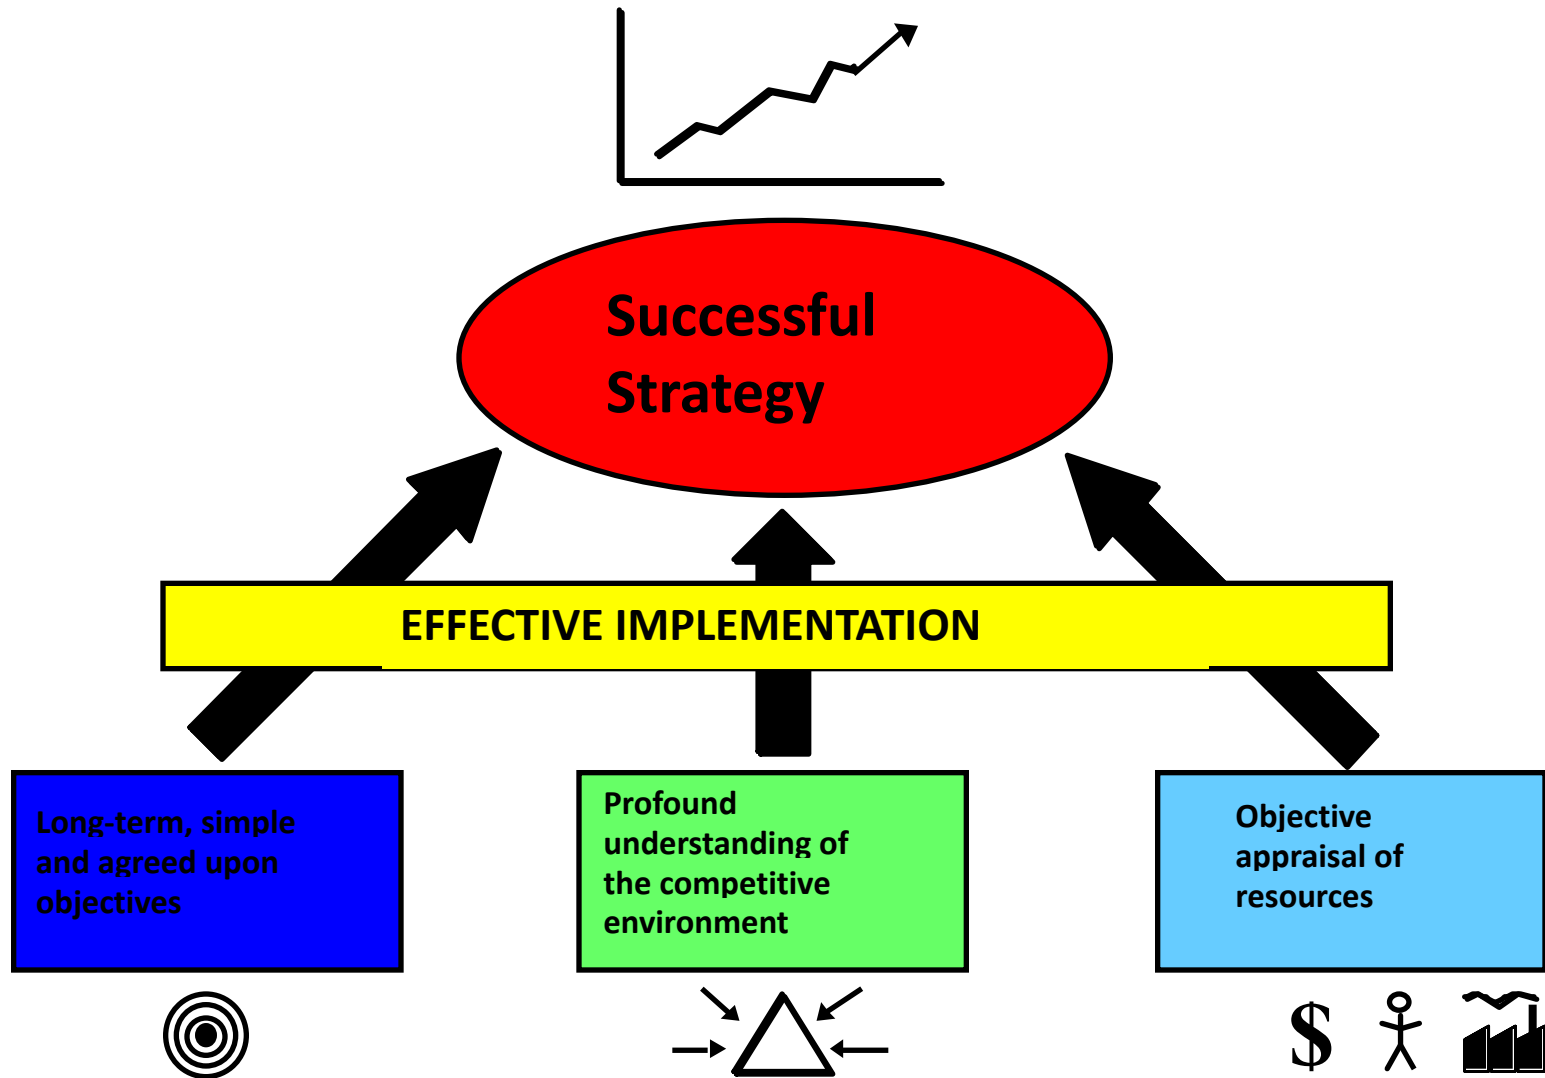 Successful
Strategy
EFFECTIVE IMPLEMENTATION
Long-term, simple
and agreed upon
objectives
Profound
understanding of
the competitive
environment
Objective
appraisal of
resources
$